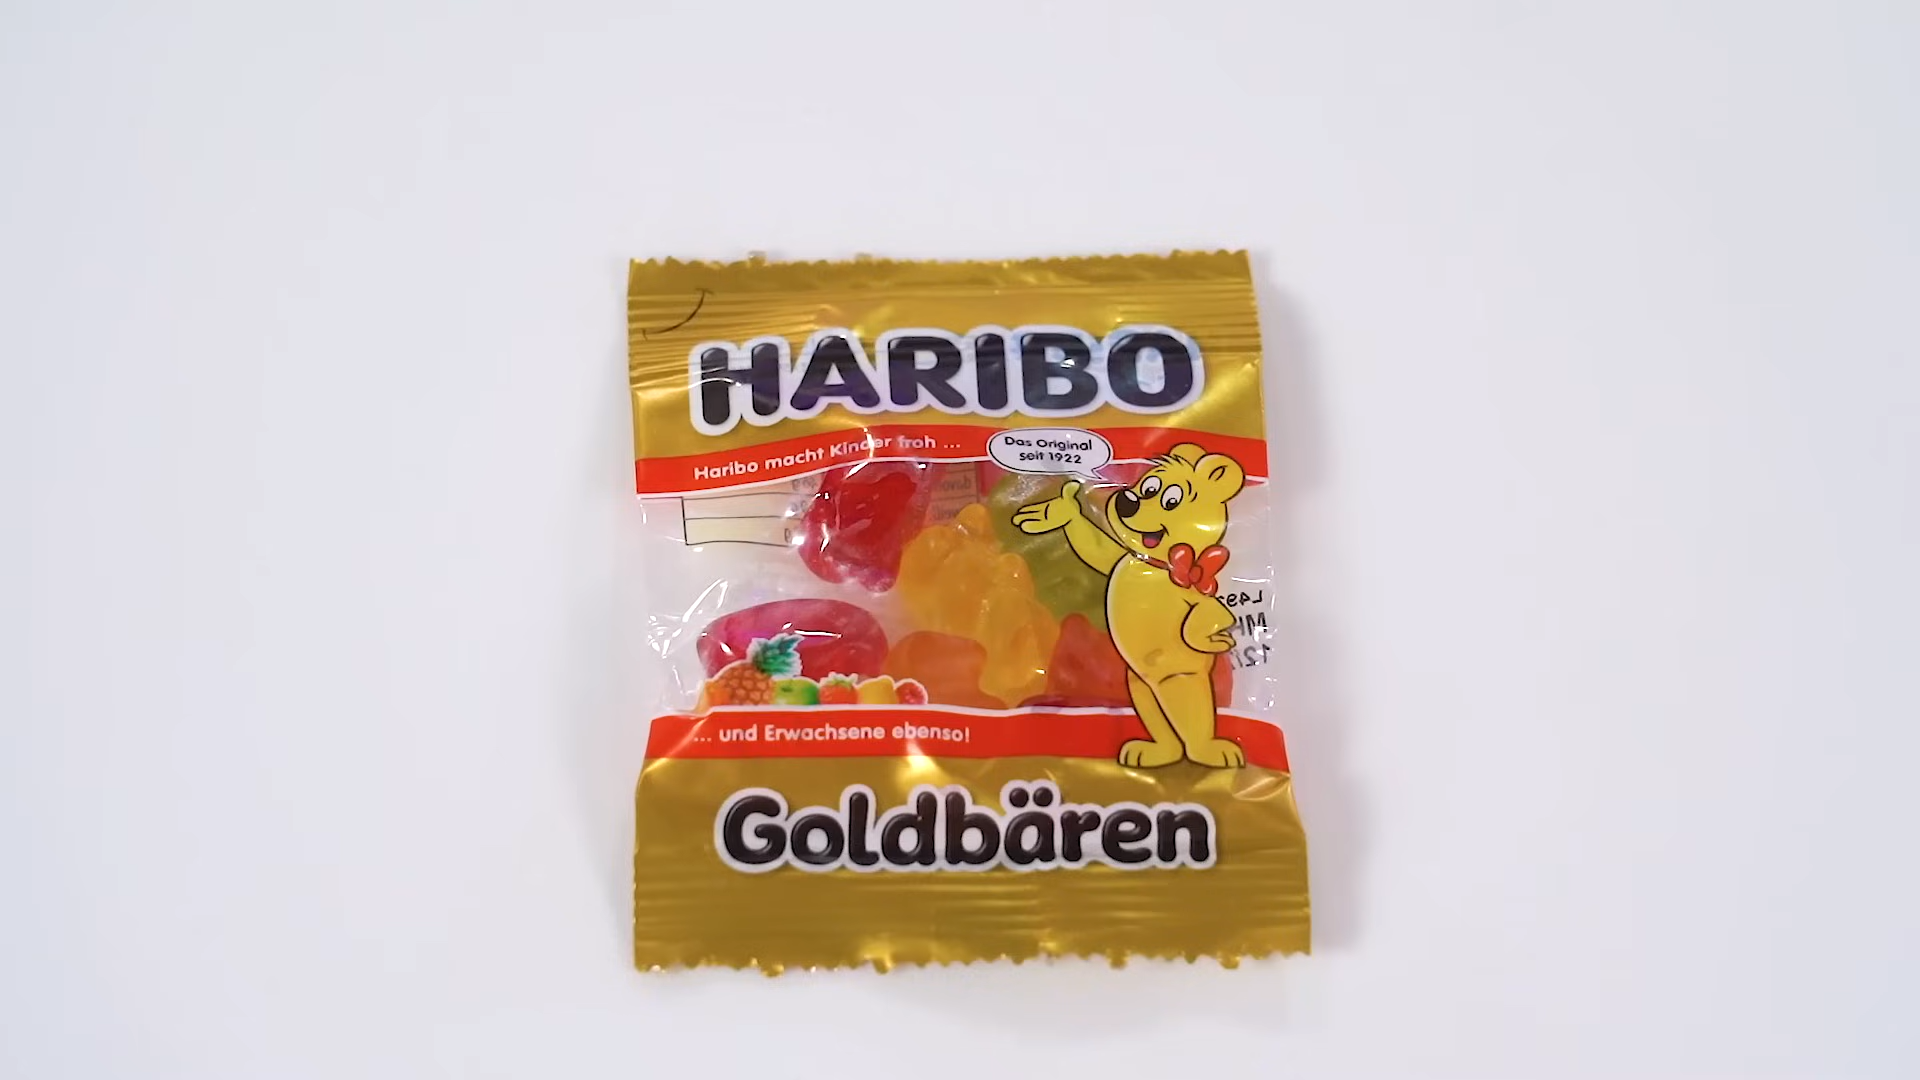 HARIBO
Haribo macht Kinder froh ...
Das Original
seit 1922
... und Erwachsene ebenso!
Goldbären